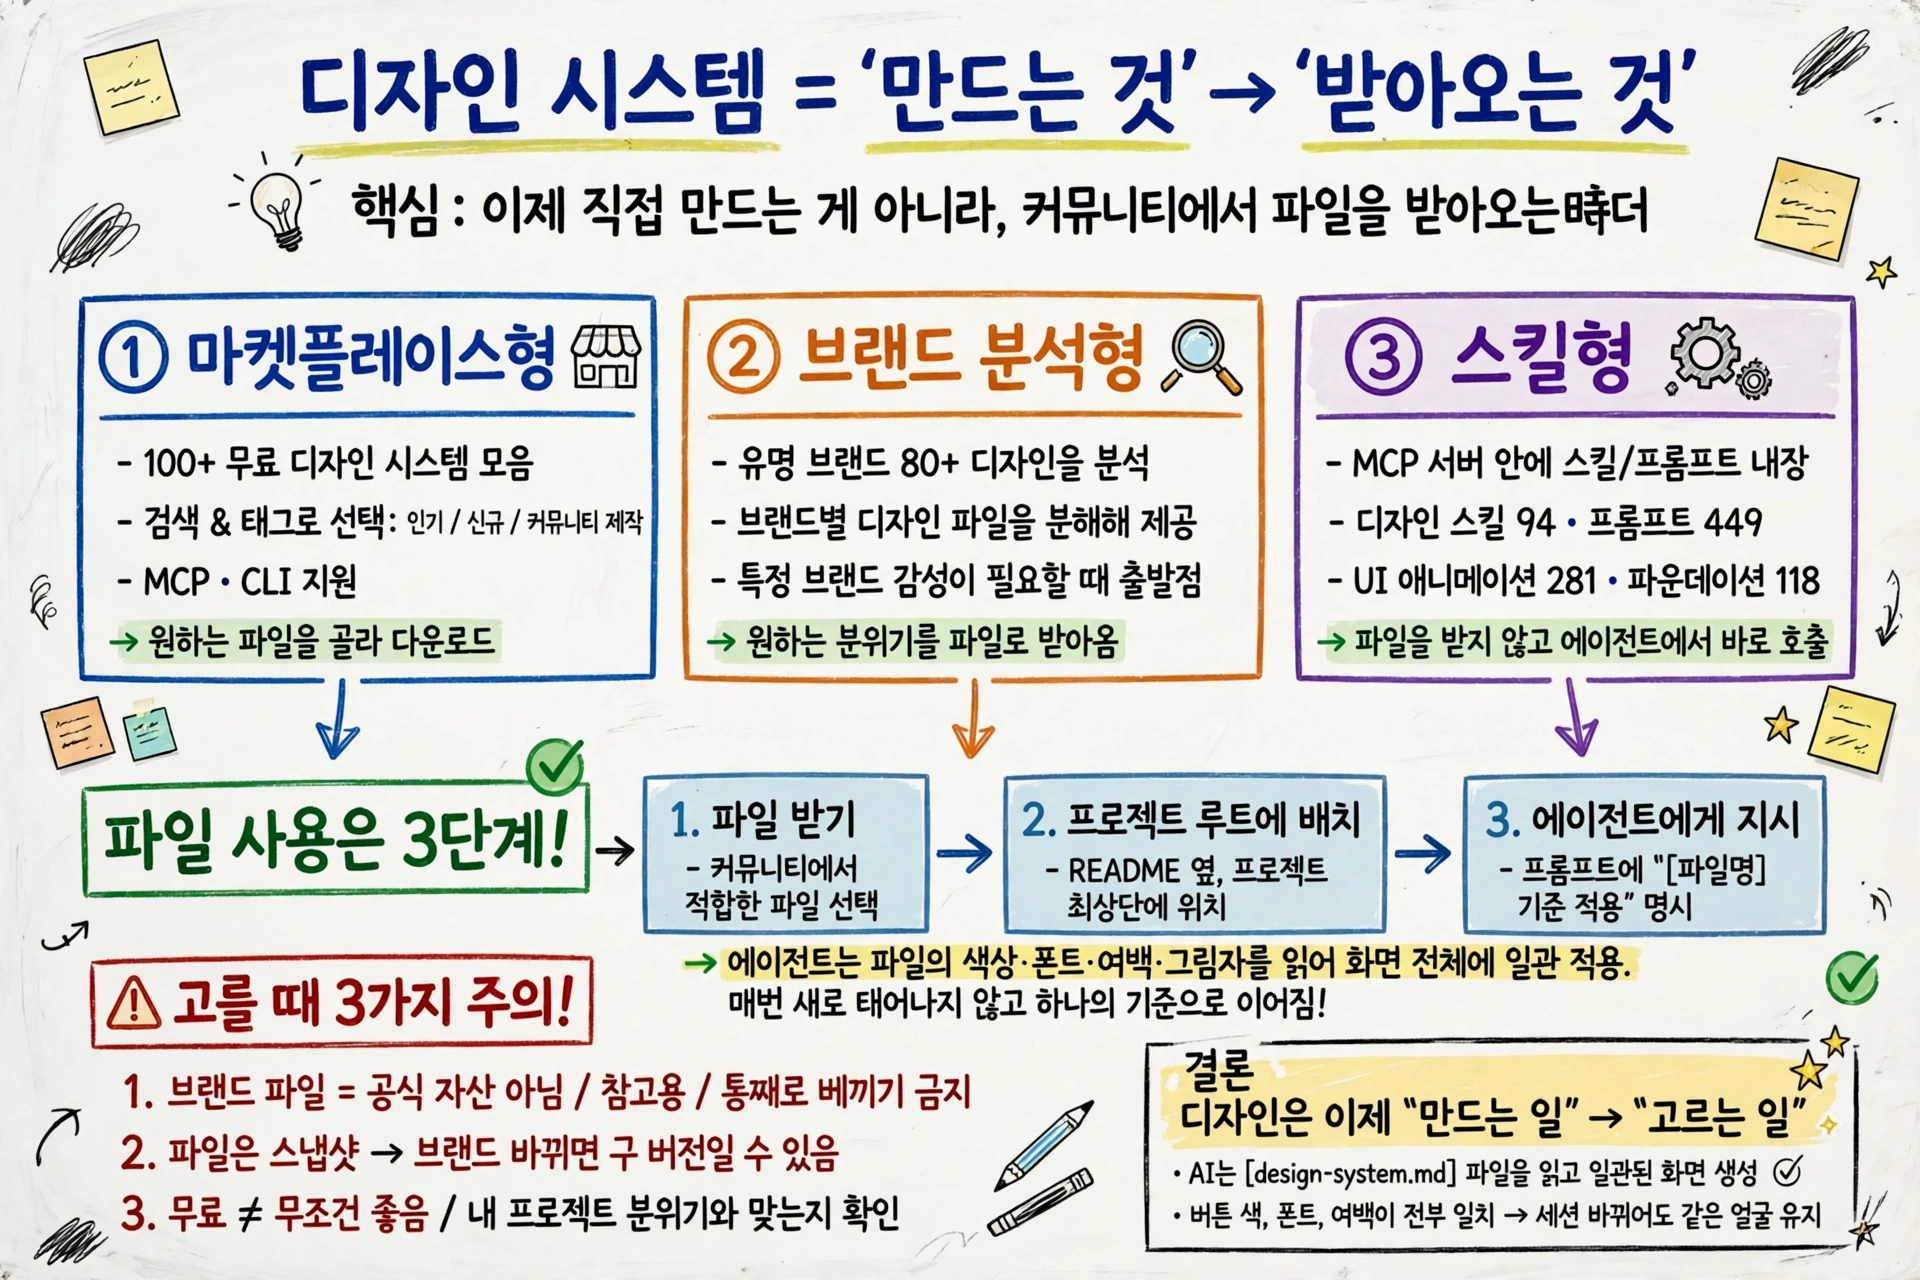 디자인 시스템 = ‘만드는 것’ → ‘받아오는 것’
핵심 : 이제 직접 만드는 게 아니라, 커뮤니티에서 파일을 받아오는時더
① 마켓플레이스형
- 100+ 무료 디자인 시스템 모음
- 검색 & 태그로 선택: 인기 / 신규 / 커뮤니티 제작
- MCP · CLI 지원
→ 원하는 파일을 골라 다운로드
② 브랜드 분석형
- 유명 브랜드 80+ 디자인을 분석
- 브랜드별 디자인 파일을 분해해 제공
- 특정 브랜드 감성이 필요할 때 출발점
→ 원하는 분위기를 파일로 받아옴
③ 스킬형
- MCP 서버 안에 스킬/프롬프트 내장
- 디자인 스킬 94 · 프롬프트 449
- UI 애니메이션 281 · 파운데이션 118
→ 파일을 받지 않고 에이전트에서 바로 호출
파일 사용은 3단계!
1. 파일 받기
- 커뮤니티에서
적합한 파일 선택
2. 프로젝트 루트에 배치
- README 옆, 프로젝트
최상단에 위치
3. 에이전트에게 지시
- 프롬프트에 “[파일명]
기준 적용” 명시
→ 에이전트는 파일의 색상·폰트·여백·그림자를 읽어 화면 전체에 일관 적용.
매번 새로 태어나지 않고 하나의 기준으로 이어짐!
고를 때 3가지 주의!
1. 브랜드 파일 = 공식 자산 아님 / 참고용 / 통째로 베끼기 금지
2. 파일은 스냅샷 → 브랜드 바뀌면 구 버전일 수 있음
3. 무료 ≠ 무조건 좋음 / 내 프로젝트 분위기와 맞는지 확인
결론
디자인은 이제 “만드는 일” → “고르는 일”
• AI는 [design-system.md] 파일을 읽고 일관된 화면 생성
• 버튼 색, 폰트, 여백이 전부 일치 → 세션 바뀌어도 같은 얼굴 유지